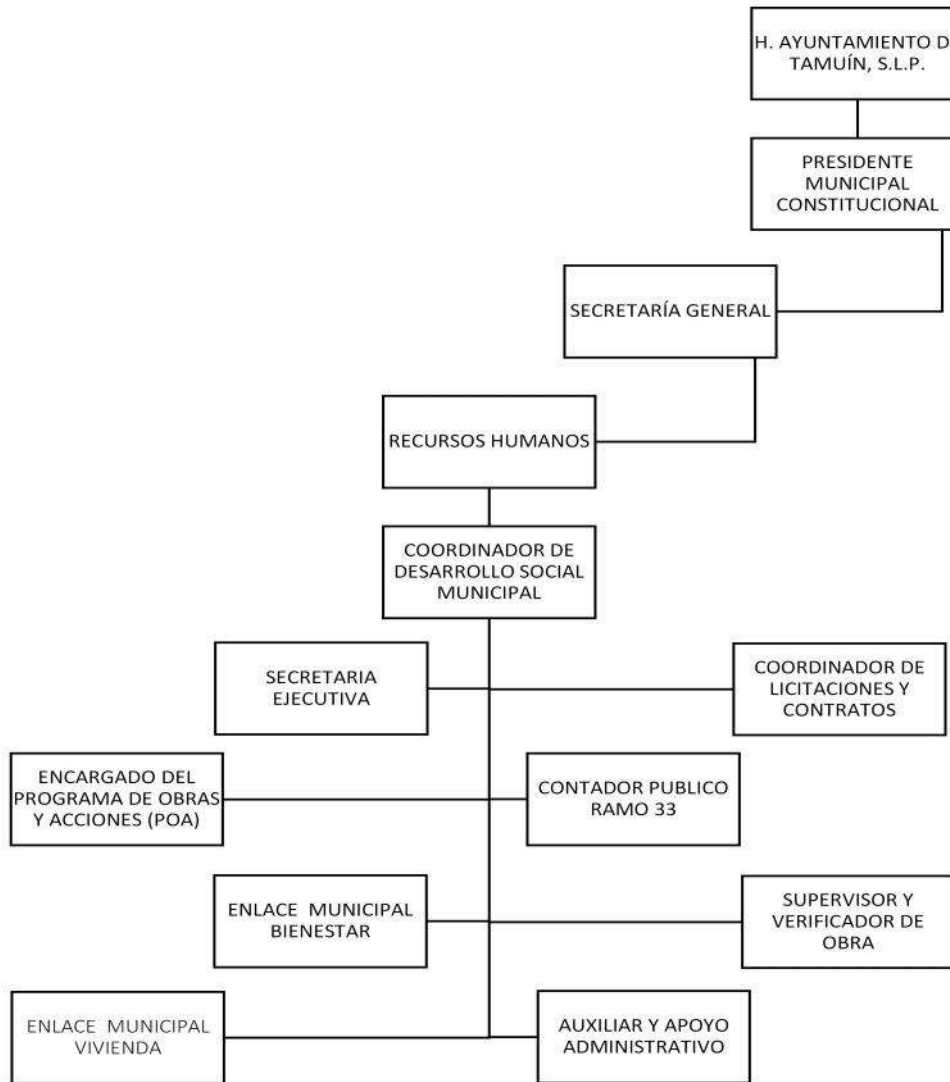 H. AYUNTAMIENTO D
TAMUÍN, S.L.P.
PRESIDENTE
MUNICIPAL
CONSTITUCIONAL
SECRETARÍA GENERAL
RECURSOS HUMANOS
COORDINADOR DE
DESARROLLO SOCIAL
MUNICIPAL
SECRETARIA
EJECUTIVA
COORDINADOR DE
LICITACIONES Y
CONTRATOS
ENCARGADO DEL
PROGRAMA DE OBRAS
Y ACCIONES (POA)
CONTADOR PUBLICO
RAMO 33
ENLACE MUNICIPAL
BIENESTAR
SUPERVISOR Y
VERIFICADOR DE
OBRA
ENLACE MUNICIPAL
VIVIENDA
AUXILIAR Y APOYO
ADMINISTRATIVO